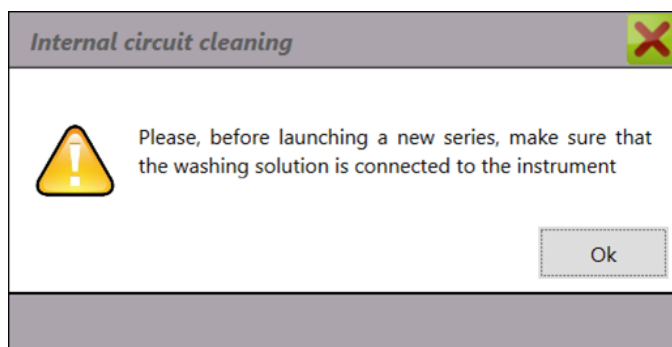 Internal circuit cleaning
Please, before launching a new series, make sure that
the washing solution is connected to the instrument
Ok